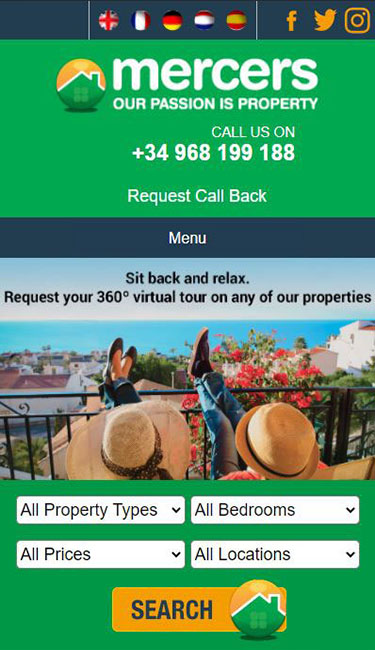 mercers
OUR PASSION IS PROPERTY
CALL US ON
+34 968 199 188
Request Call Back
Menu
Sit back and relax.
Request your 360º virtual tour on any of our properties
All Property Types
All Bedrooms
All Prices
All Locations
SEARCH